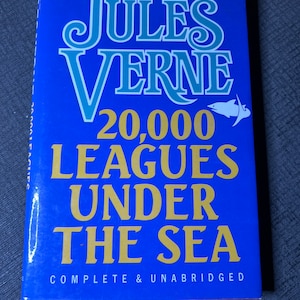 JULES
VERNE
20,000
LEAGUES
UNDER
THE SEA
COMPLETE & UNABRIDGED